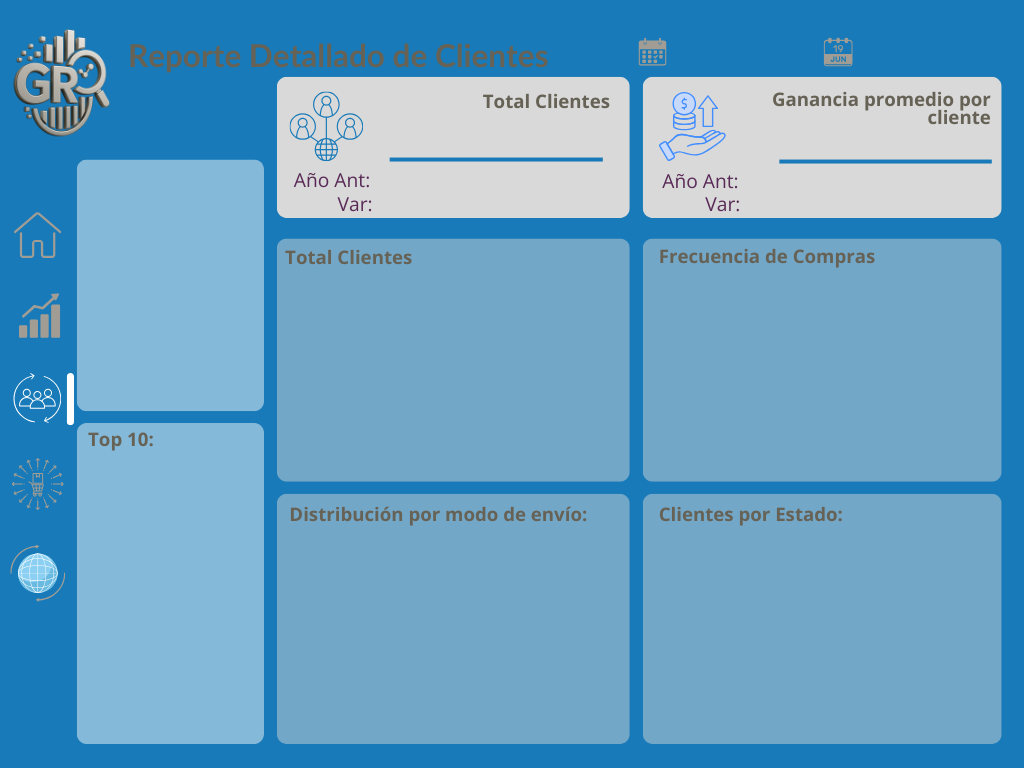 GR
Reporte Detallado de Clientes
19
JUN
Total Clientes
$
Ganancia promedio por
cliente
Año Ant:
Var:
Año Ant:
Var:
Total Clientes
Frecuencia de Compras
Top 10:
Distribución por modo de envío:
Clientes por Estado: